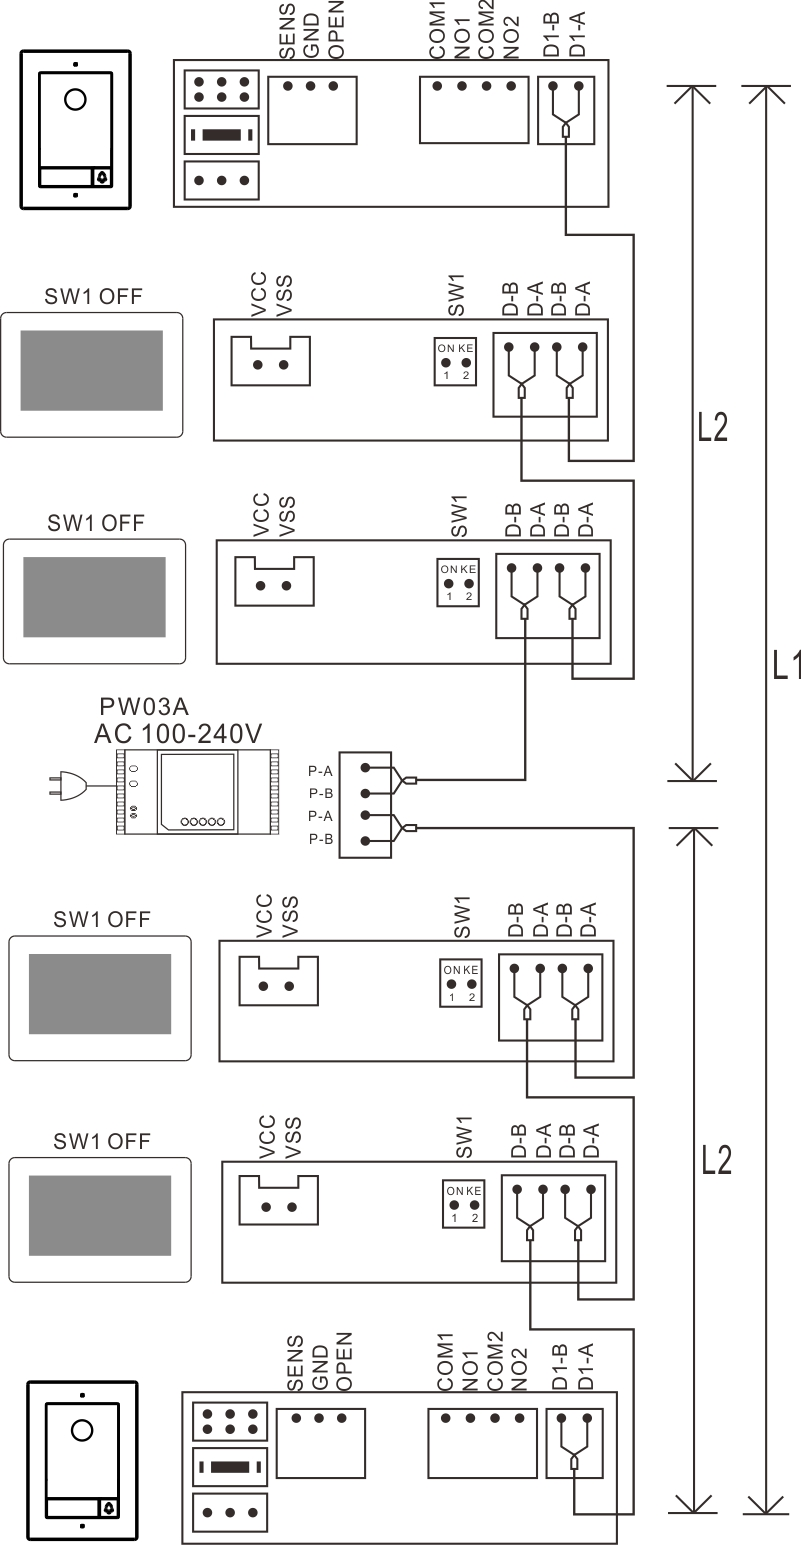 SENS
GND
OPEN
COM1
NO1
COM2
NO2
D1-B
D1-A
SW1 OFF
VCC
VSS
SW1
D-B
D-A
D-B
D-A
ON KE
1 2
L2
SW1 OFF
VCC
VSS
SW1
D-B
D-A
D-B
D-A
ON KE
1 2
L1
PW03A
AC 100-240V
P-A
P-B
P-A
P-B
SW1 OFF
VCC
VSS
SW1
D-B
D-A
D-B
D-A
ON KE
1 2
SW1 OFF
VCC
VSS
SW1
D-B
D-A
D-B
D-A
L2
ON KE
1 2
SENS
GND
OPEN
COM1
NO1
COM2
NO2
D1-B
D1-A